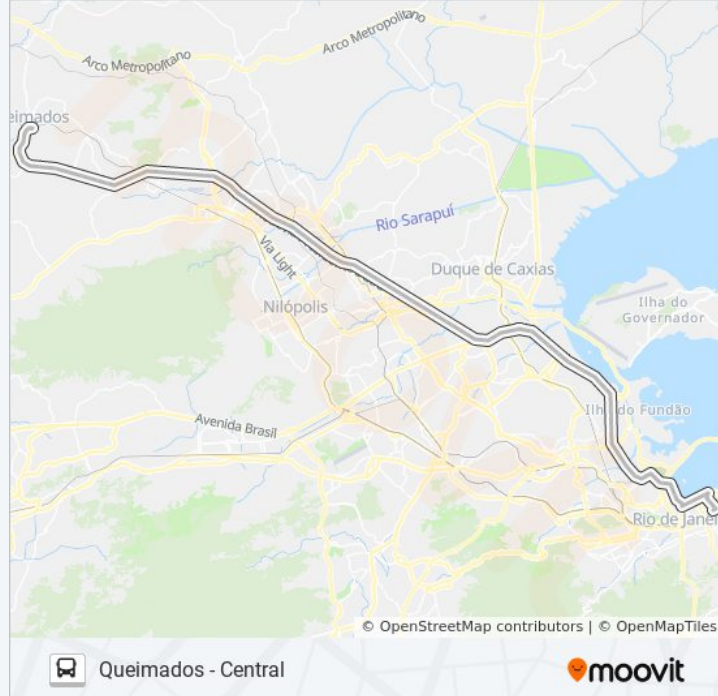 Arco Metropolitano
Arco Metropolitano
eimados
Rio Sarapuí
Via Light
Duque de Caxias
Ilha do
Governador
Nilópolis
Avenida Brasil
Ilha do Fundão
Rio de Janei
© OpenStreetMap contributors | © OpenMapTiles
Queimados - Central
moovit